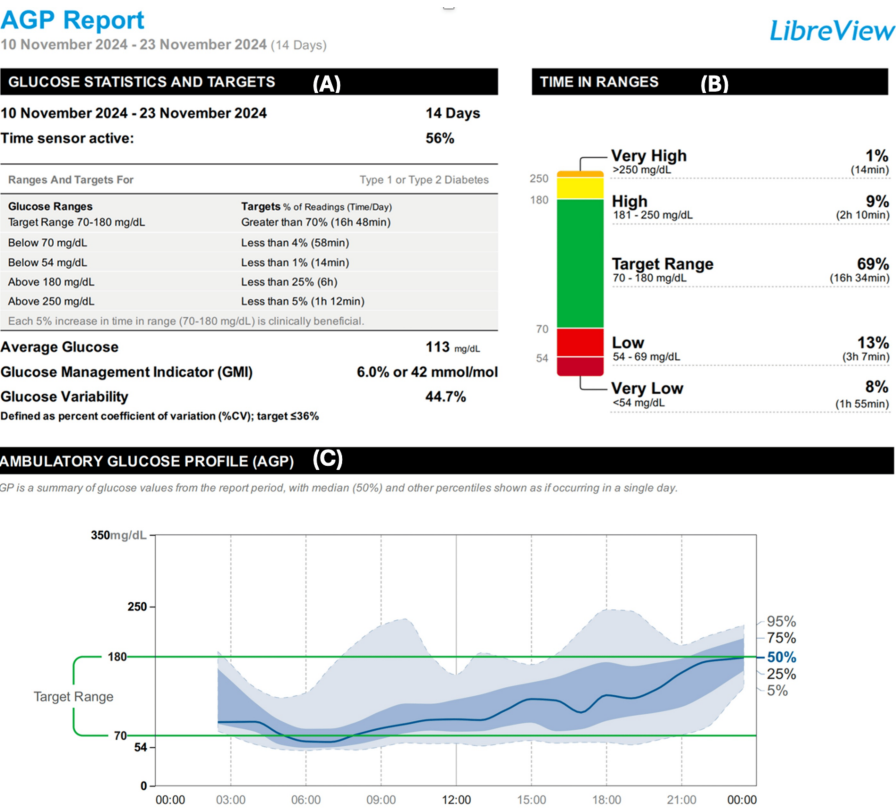 AGP Report
10 November 2024 - 23 November 2024 (14 Days)
LibreView
GLUCOSE STATISTICS AND TARGETS (A)
10 November 2024 - 23 November 2024 14 Days
Time sensor active: 56%
Ranges And Targets For Type 1 or Type 2 Diabetes
Glucose Ranges Targets % of Readings (Time/Day)
Target Range 70-180 mg/dL Greater than 70% (16h 48min)
Below 70 mg/dL Less than 4% (58min)
Below 54 mg/dL Less than 1% (14min)
Above 180 mg/dL Less than 25% (6h)
Above 250 mg/dL Less than 5% (1h 12min)
Each 5% increase in time in range (70-180 mg/dL) is clinically beneficial.
Average Glucose 113 mg/dL
Glucose Management Indicator (GMI) 6.0% or 42 mmol/mol
Glucose Variability 44.7%
Defined as percent coefficient of variation (%CV); target ≤36%
TIME IN RANGES (B)
Very High 1%
>250 mg/dL (14min)
250
180
High 9%
181 - 250 mg/dL (2h 10min)
Target Range 69%
70 - 180 mg/dL (16h 34min)
70
54
Low 13%
54 - 69 mg/dL (3h 7min)
Very Low 8%
<54 mg/dL (1h 55min)
AMBULATORY GLUCOSE PROFILE (AGP) (C)
GP is a summary of glucose values from the report period, with median (50%) and other percentiles shown as if occurring in a single day.
350mg/dL
250
180
Target Range
70
54
0
95%
75%
50%
25%
5%
00:00 03:00 06:00 09:00 12:00 15:00 18:00 21:00 00:00